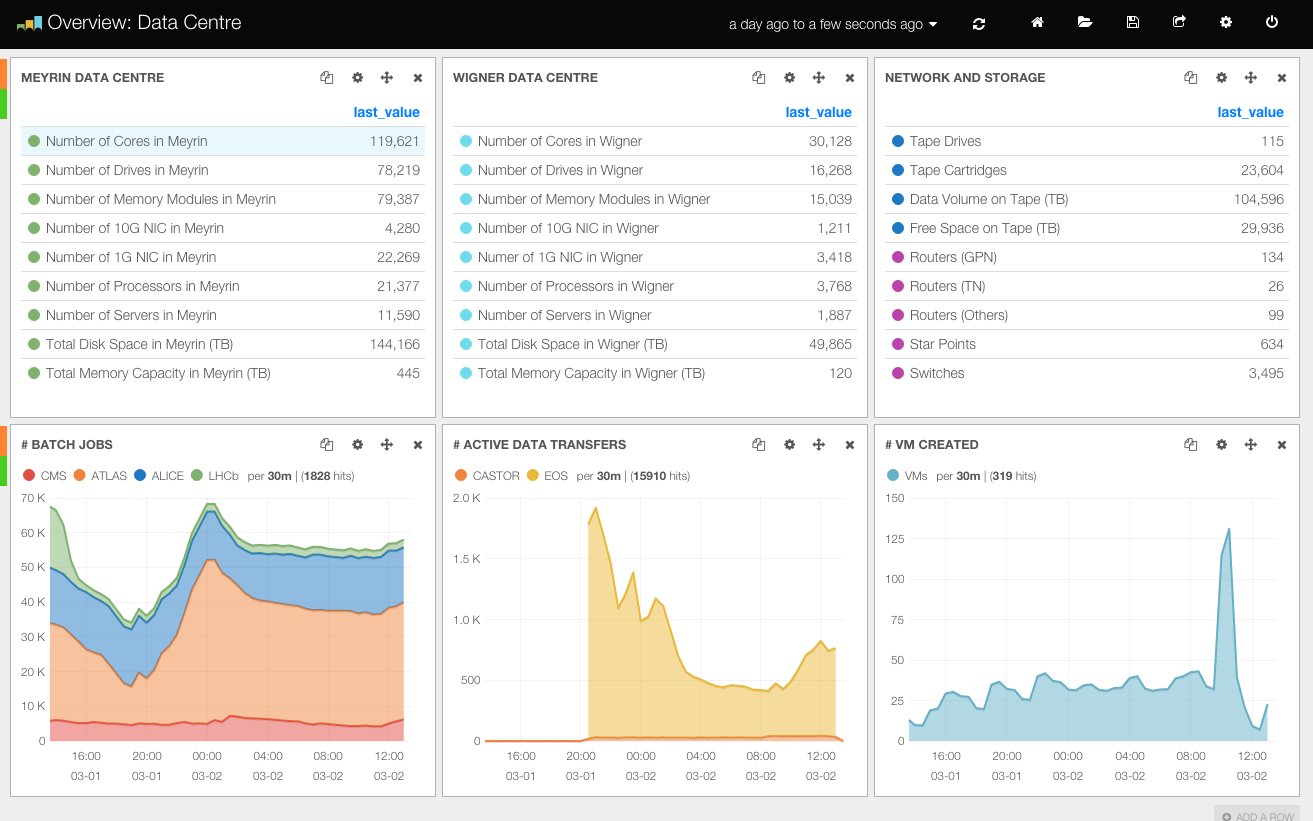 Overview: Data Centre
a day ago to a few seconds ago
MEYRIN DATA CENTRE
last_value
Number of Cores in Meyrin 119,621
Number of Drives in Meyrin 78,219
Number of Memory Modules in Meyrin 79,387
Number of 10G NIC in Meyrin 4,280
Number of 1G NIC in Meyrin 22,269
Number of Processors in Meyrin 21,377
Number of Servers in Meyrin 11,590
Total Disk Space in Meyrin (TB) 144,166
Total Memory Capacity in Meyrin (TB) 445
WIGNER DATA CENTRE
last_value
Number of Cores in Wigner 30,128
Number of Drives in Wigner 16,268
Number of Memory Modules in Wigner 15,039
Number of 10G NIC in Wigner 1,211
Numer of 1G NIC in Wigner 3,418
Number of Processors in Wigner 3,768
Number of Servers in Wigner 1,887
Total Disk Space in Wigner (TB) 49,865
Total Memory Capacity in Wigner (TB) 120
NETWORK AND STORAGE
last_value
Tape Drives 115
Tape Cartridges 23,604
Data Volume on Tape (TB) 104,596
Free Space on Tape (TB) 29,936
Routers (GPN) 134
Routers (TN) 26
Routers (Others) 99
Star Points 634
Switches 3,495
# BATCH JOBS
CMS ATLAS ALICE LHCb per 30m | (1828 hits)
70 K
60 K
50 K
40 K
30 K
20 K
10 K
0
16:00 20:00 00:00 04:00 08:00 12:00
03-01 03-01 03-02 03-02 03-02 03-02
# ACTIVE DATA TRANSFERS
CASTOR EOS per 30m | (15910 hits)
2.0 K
1.5 K
1.0 K
500
0
16:00 20:00 00:00 04:00 08:00 12:00
03-01 03-01 03-02 03-02 03-02 03-02
# VM CREATED
VMs per 30m | (319 hits)
150
125
100
75
50
25
0
16:00 20:00 00:00 04:00 08:00 12:00
03-01 03-01 03-02 03-02 03-02 03-02
ADD A ROW